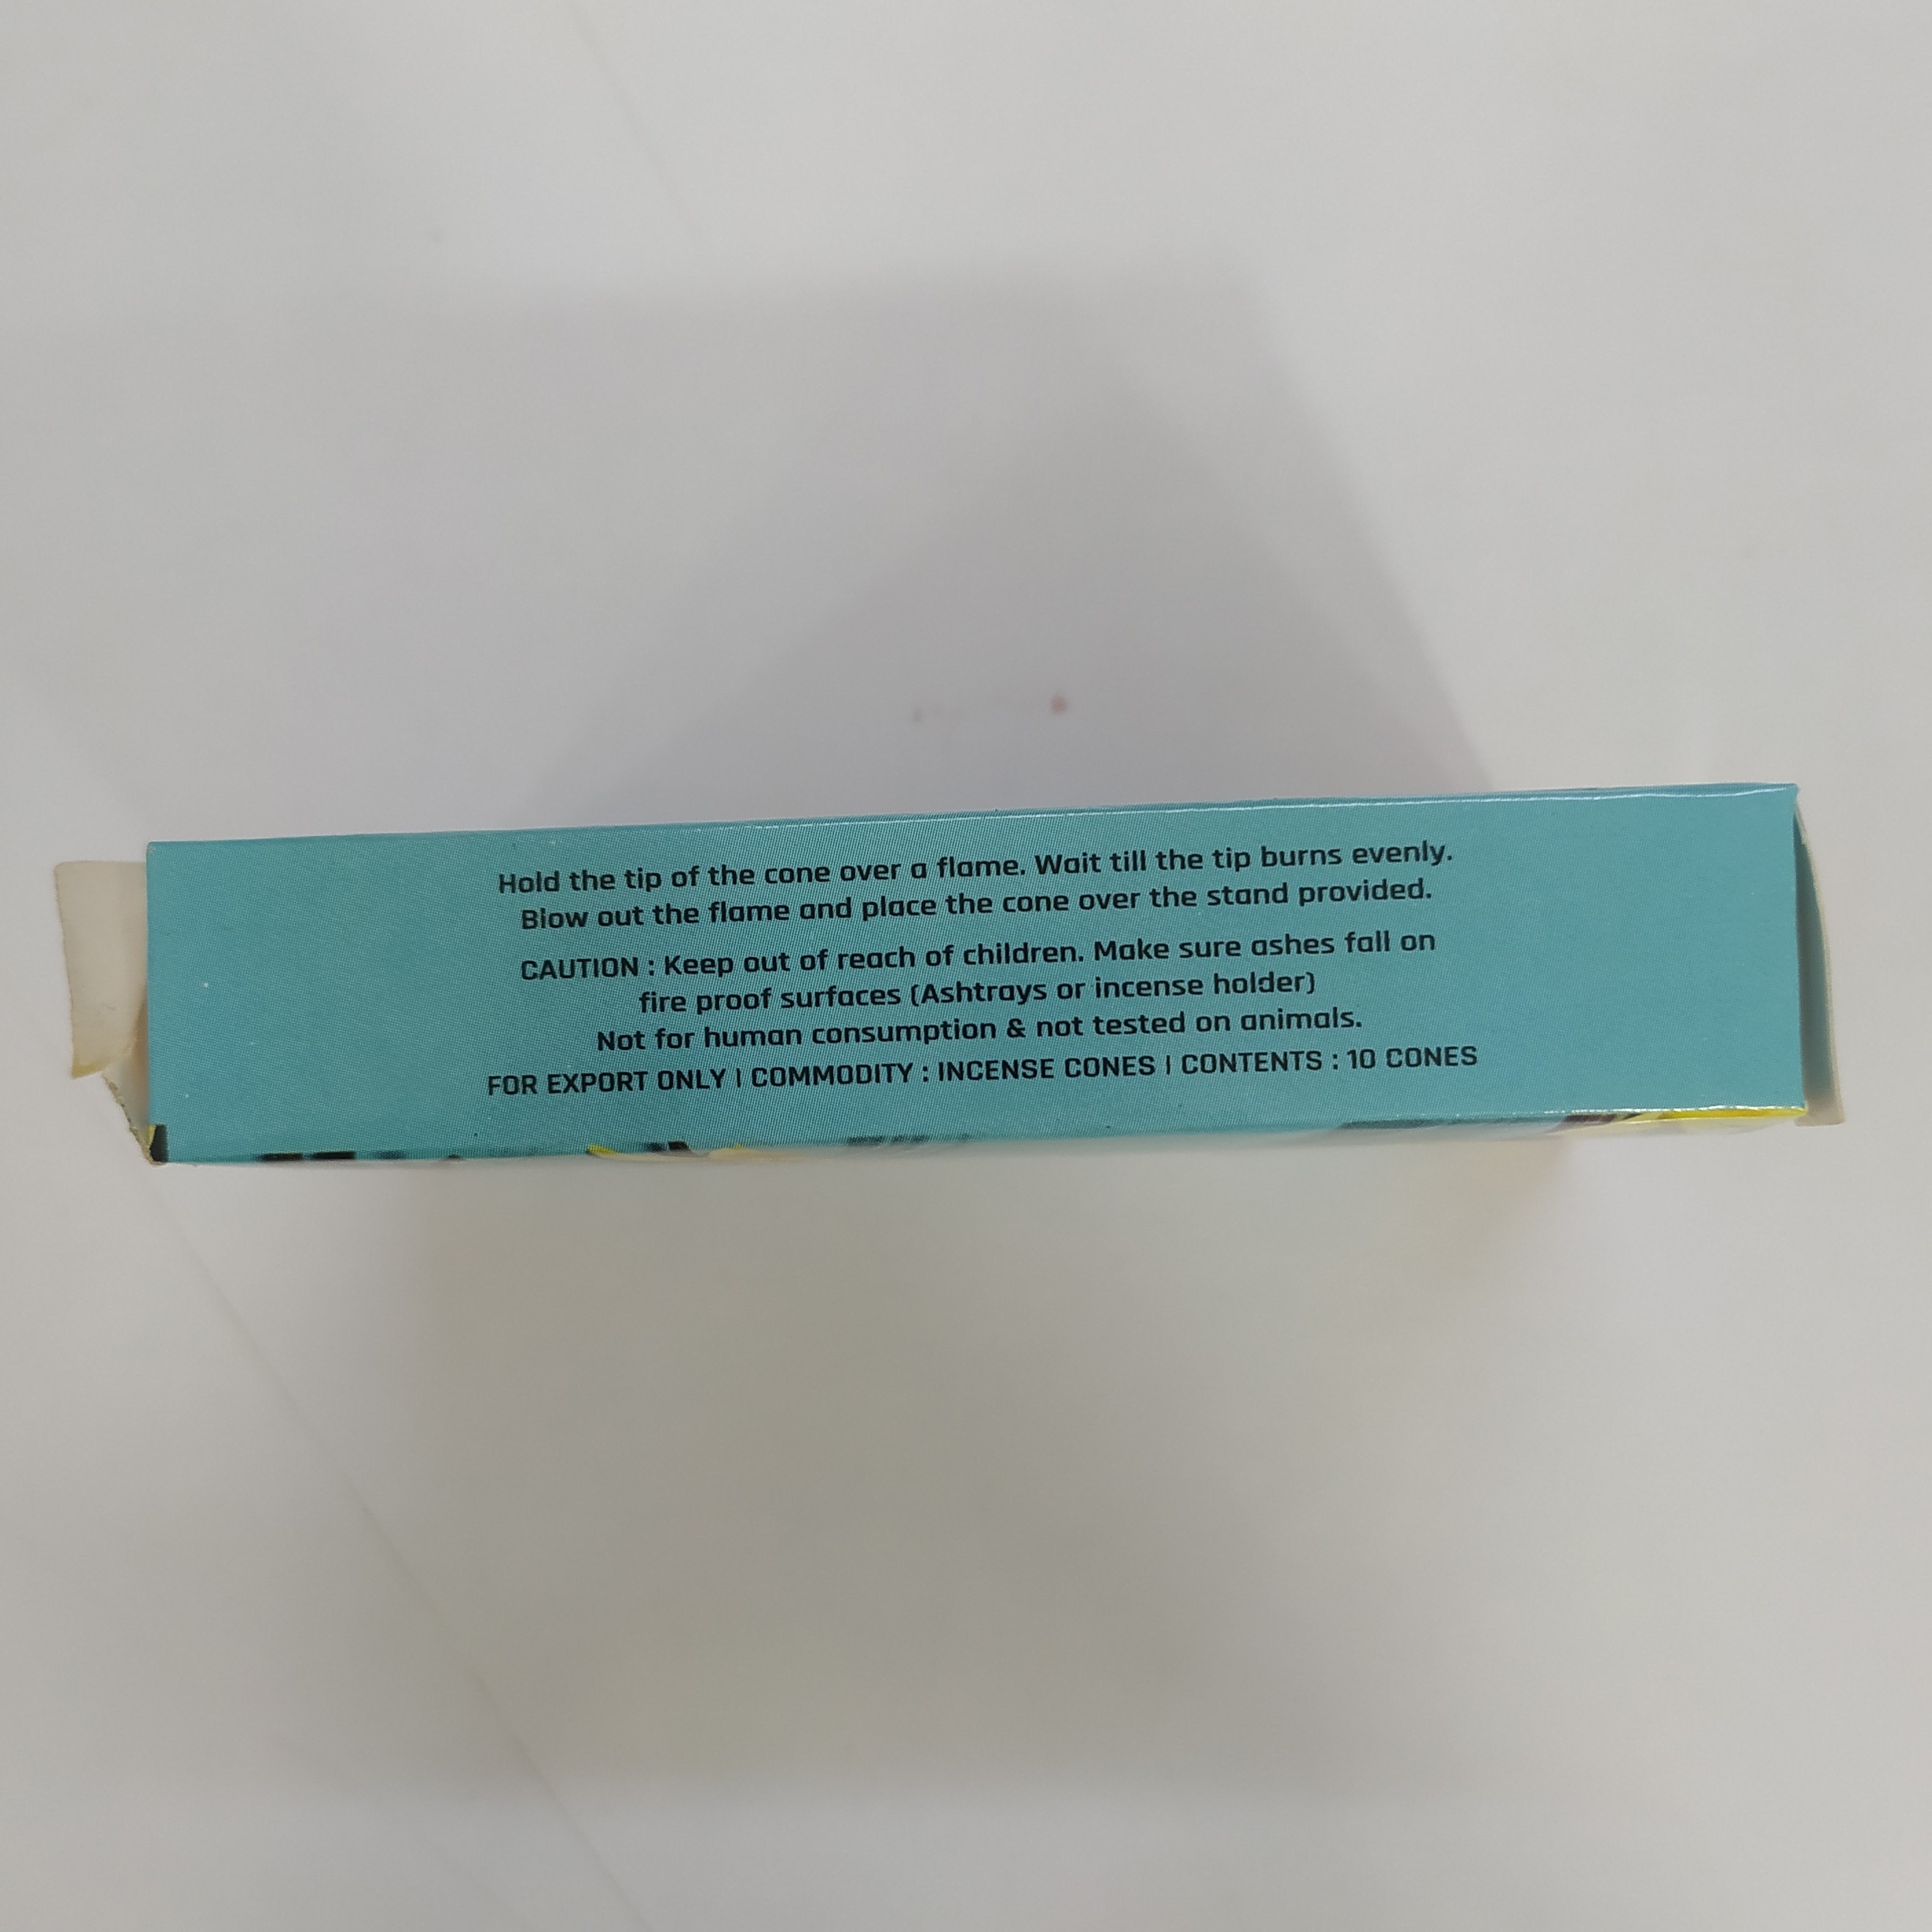 Hold the tip of the cone over a flame. Wait till the tip burns evenly.
Blow out the flame and place the cone over the stand provided.
CAUTION : Keep out of reach of children. Make sure ashes fall on
fire proof surfaces (Ashtrays or incense holder)
Not for human consumption & not tested on animals.
FOR EXPORT ONLY | COMMODITY : INCENSE CONES | CONTENTS : 10 CONES